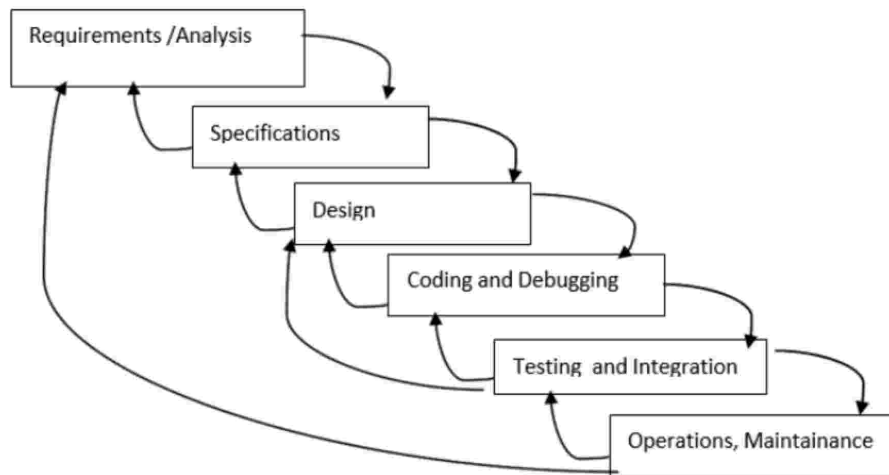 Requirements /Analysis
Specifications
Design
Coding and Debugging
Testing and Integration
Operations, Maintainance